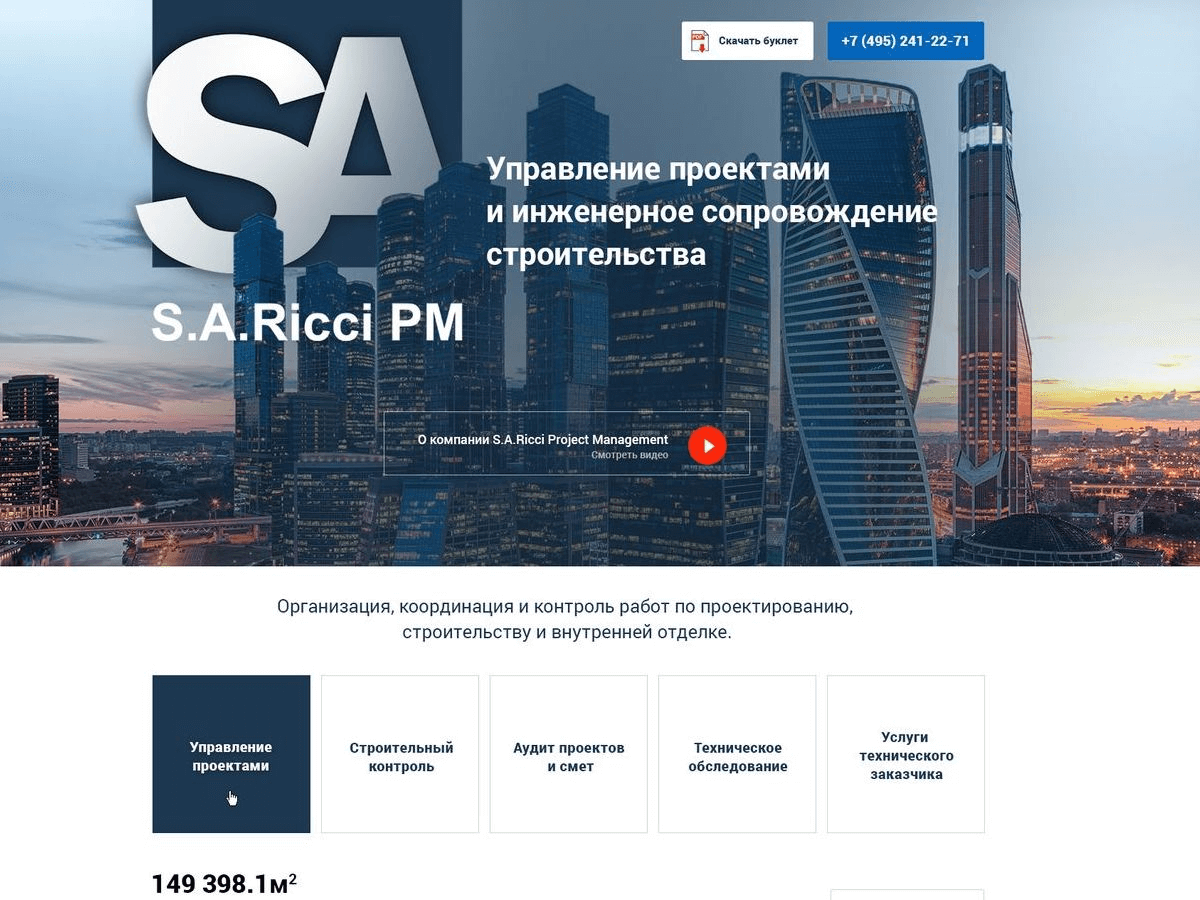 SA
PDF
Скачать буклет
+7 (495) 241-22-71
Управление проектами
и инженерное сопровождение
строительства
S.A.Ricci PM
О компании S.A.Ricci Project Management
Смотреть видео
Организация, координация и контроль работ по проектированию,
строительству и внутренней отделке.
Управление
проектами
Строительный
контроль
Аудит проектов
и смет
Техническое
обследование
Услуги
технического
заказчика
149 398.1м²